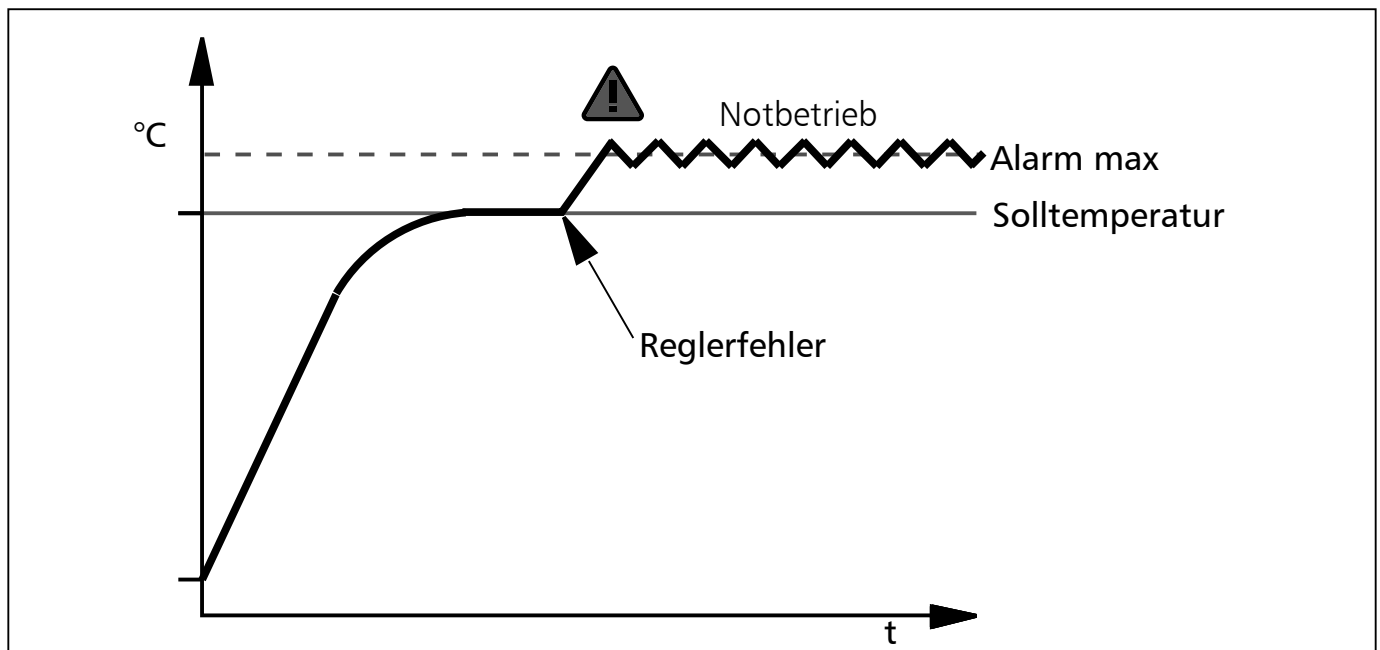 Notbetrieb
°C
Alarm max
Solltemperatur
Reglerfehler
t